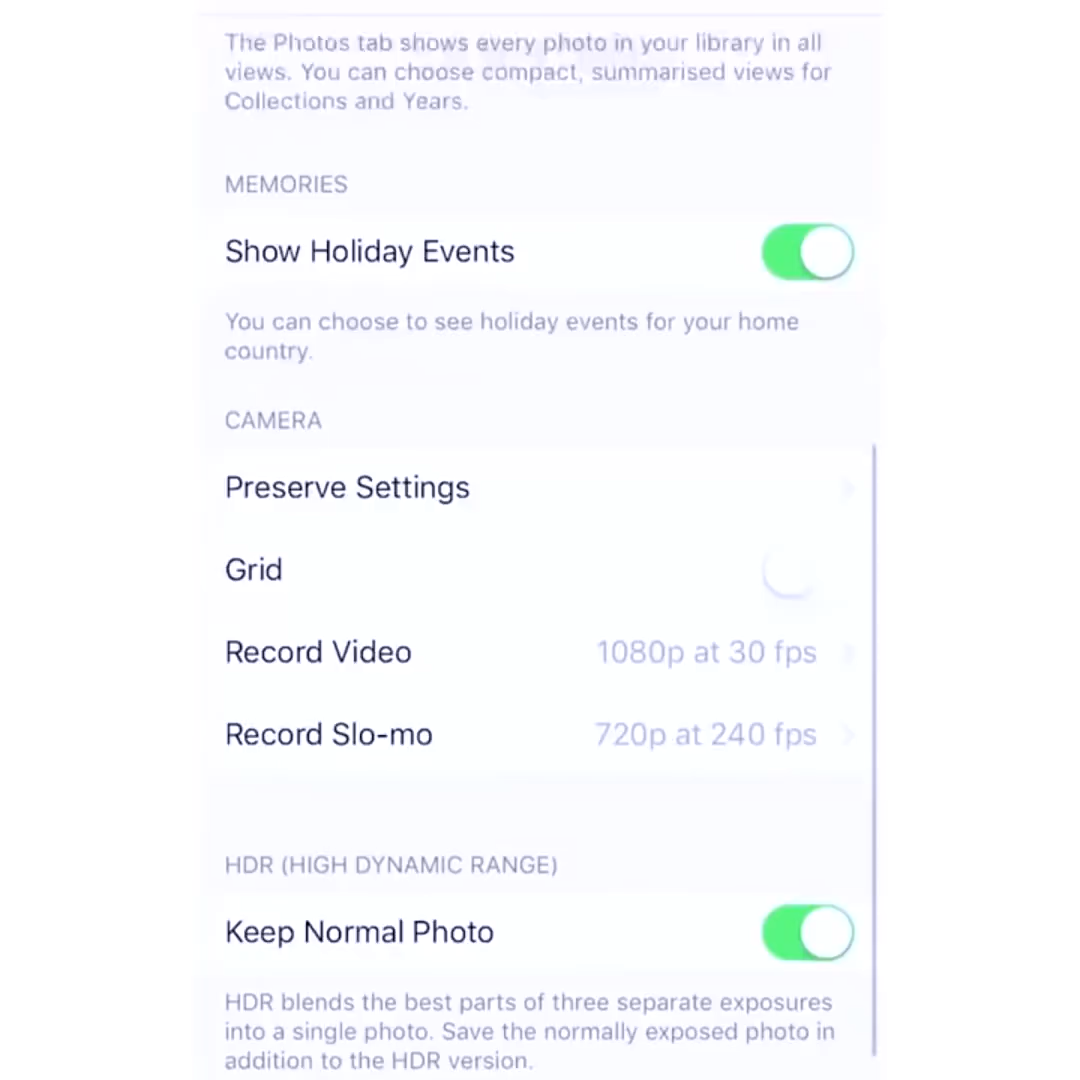 The Photos tab shows every photo in your library in all
views. You can choose compact, summarised views for
Collections and Years.
MEMORIES
Show Holiday Events
You can choose to see holiday events for your home
country.
CAMERA
Preserve Settings
Grid
Record Video 1080p at 30 fps
Record Slo-mo 720p at 240 fps
HDR (HIGH DYNAMIC RANGE)
Keep Normal Photo
HDR blends the best parts of three separate exposures
into a single photo. Save the normally exposed photo in
addition to the HDR version.